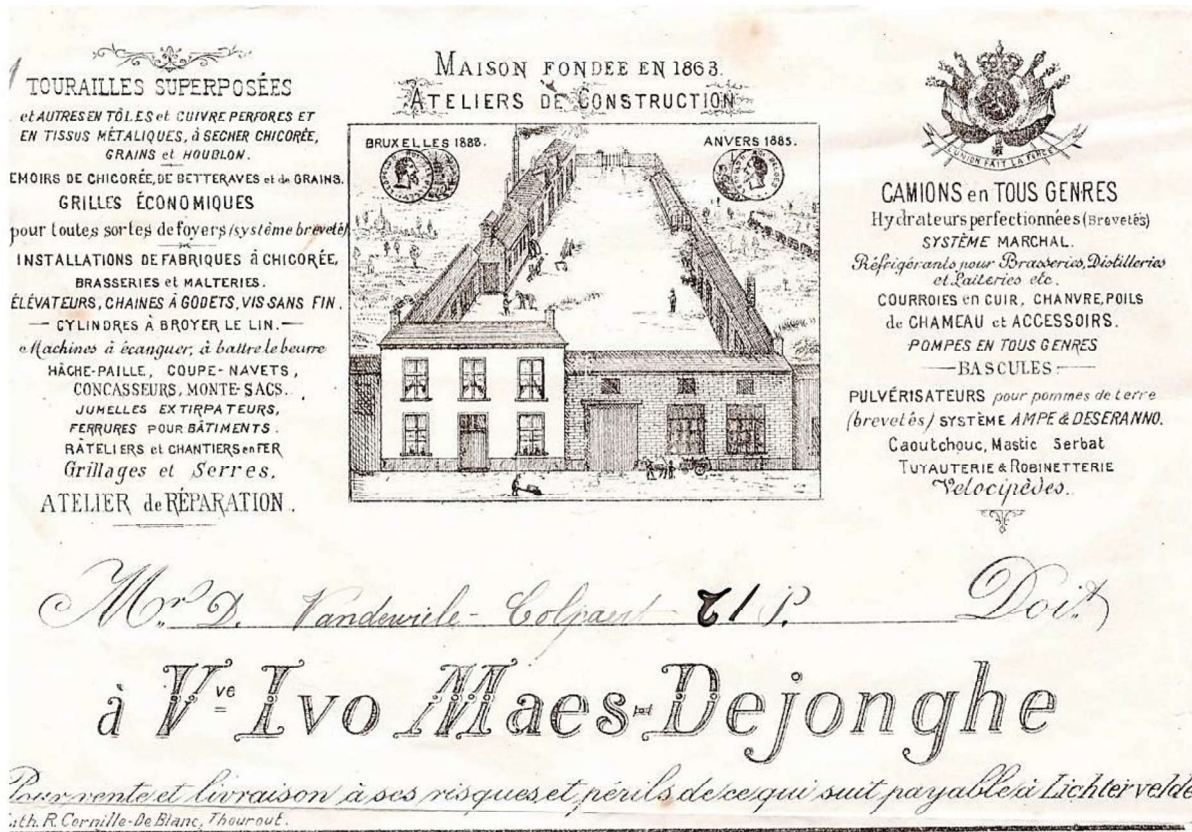 TOURAILLES SUPERPOSÉES
et AUTRES EN TÔLES et CUIVRE PERFORES ET
EN TISSUS MÉTALIQUES, à SECHER CHICORÉE,
GRAINS et HOUBLON.
EMOIRS DE CHICORÉE, DE BETTERAVES et de GRAINS.
GRILLES ÉCONOMIQUES
pour toutes sortes de foyers (système breveté)
INSTALLATIONS DE FABRIQUES À CHICORÉE,
BRASSERIES et MALTERIES.
ÉLÉVATEURS, CHAINES À GODETS, VIS SANS FIN.
CYLINDRES À BROYER LE LIN.
Machines à écanguer, à battre le beurre
HÂCHE-PAILLE, COUPE-NAVETS,
CONCASSEURS, MONTE-SACS.
JUMELLES EXTIRPATEURS,
FERRURES POUR BÂTIMENTS.
RÂTELIERS et CHANTIERS en FER
Grillages et Serres.
ATELIER de RÉPARATION.
MAISON FONDÉE EN 1863.
ATELIERS DE CONSTRUCTION
BRUXELLES 1888.
ANVERS 1885.
L'UNION FAIT LA FORCE
CAMIONS en TOUS GENRES
Hydrateurs perfectionnées (Brevetés)
SYSTÈME MARCHAL.
Réfrigérants pour Brasseries, Distilleries
et Laiteries etc.
COURROIES en CUIR, CHANVRE, POILS
de CHAMEAU et ACCESSOIRS.
POMPES EN TOUS GENRES
BASCULES
PULVÉRISATEURS pour pommes de terre
(brevetés) SYSTÈME AMPE & DESERANNO.
Caoutchouc, Mastic Serbat
TUYAUTERIE & ROBINETTERIE
Vélocipèdes.
Mr. D. Vandewiele-Colpaert P. Doit
à Vve Ivo Maes-Dejonghe
Pour vente et livraison à ses risques et périls de ce qui suit payable à Lichtervelde
Lith. R. Cornille-De Blanc, Thourout.